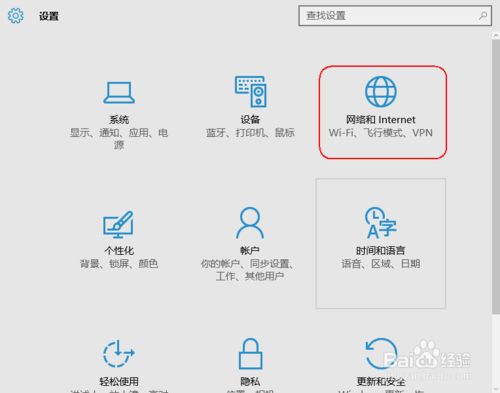 设置
查找设置
系统
显示、通知、应用、电
源
设备
蓝牙、打印机、鼠标
网络和 Internet
Wi-Fi、飞行模式、VPN
个性化
背景、锁屏、颜色
帐户
你的帐户、同步设置、
工作、其他用户
时间和语言
语音、区域、日期
轻松使用
隐私
更新和安全
Baidu 经验